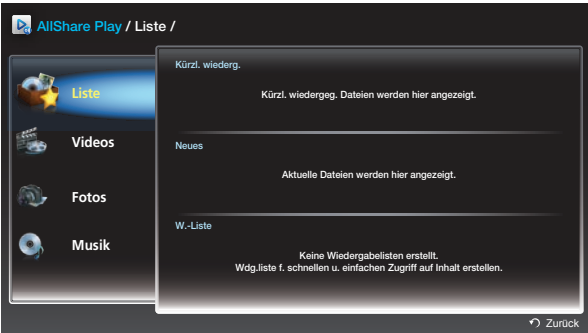 AllShare Play / Liste /
Liste
Videos
Fotos
Musik
Kürzl. wiederg.
Kürzl. wiedergeg. Dateien werden hier angezeigt.
Neues
Aktuelle Dateien werden hier angezeigt.
W.-Liste
Keine Wiedergabelisten erstellt.
Wdg.liste f. schnellen u. einfachen Zugriff auf Inhalt erstellen.
Zurück